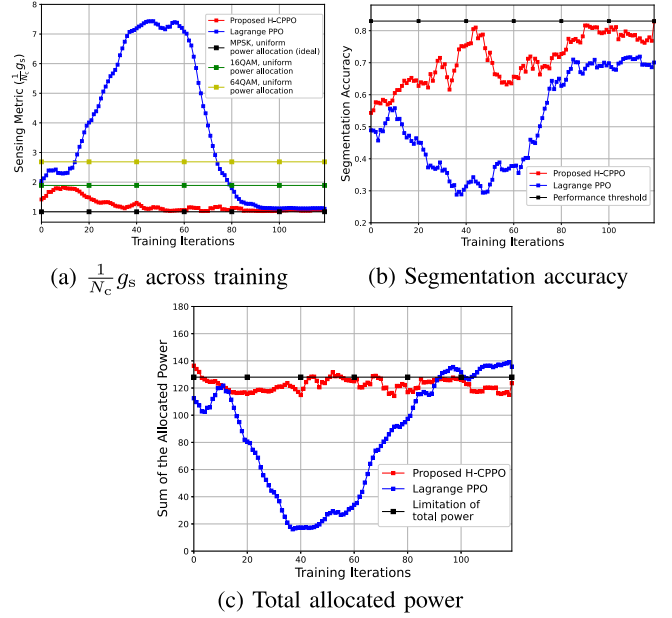 Sensing Metric (1/N_c g_s)
8
7
6
5
4
3
2
1
0 20 40 60 80 100
Training Iterations
Proposed H-CPPO
Lagrange PPO
MPSK, uniform
power allocation (ideal)
16QAM, uniform
power allocation
64QAM, uniform
power allocation
(a) 1/N_c g_s across training
Segmentation Accuracy
0.8
0.7
0.6
0.5
0.4
0.3
0.2
0 20 40 60 80 100
Training Iterations
Proposed H-CPPO
Lagrange PPO
Performance threshold
(b) Segmentation accuracy
Sum of the Allocated Power
180
160
140
120
100
80
60
40
20
0
0 20 40 60 80 100
Training Iterations
Proposed H-CPPO
Lagrange PPO
Limitation of
total power
(c) Total allocated power